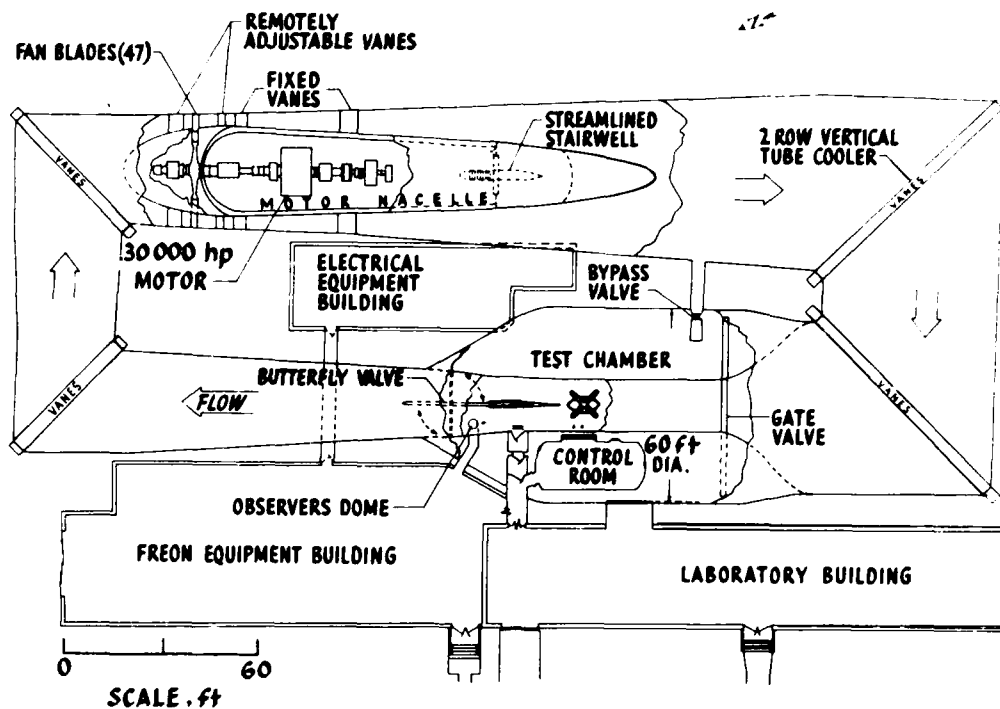 REMOTELY
ADJUSTABLE VANES
FAN BLADES(47)
FIXED
VANES
STREAMLINED
STAIRWELL
2 ROW VERTICAL
TUBE COOLER
VANES
MOTOR NACELLE
30 000 hp
MOTOR
ELECTRICAL
EQUIPMENT
BUILDING
BYPASS
VALVE
TEST CHAMBER
VANES
BUTTERFLY VALVE
FLOW
VANES
GATE
VALVE
60 ft
DIA.
CONTROL
ROOM
OBSERVERS DOME
FREON EQUIPMENT BUILDING
LABORATORY BUILDING
0 60
SCALE, ft